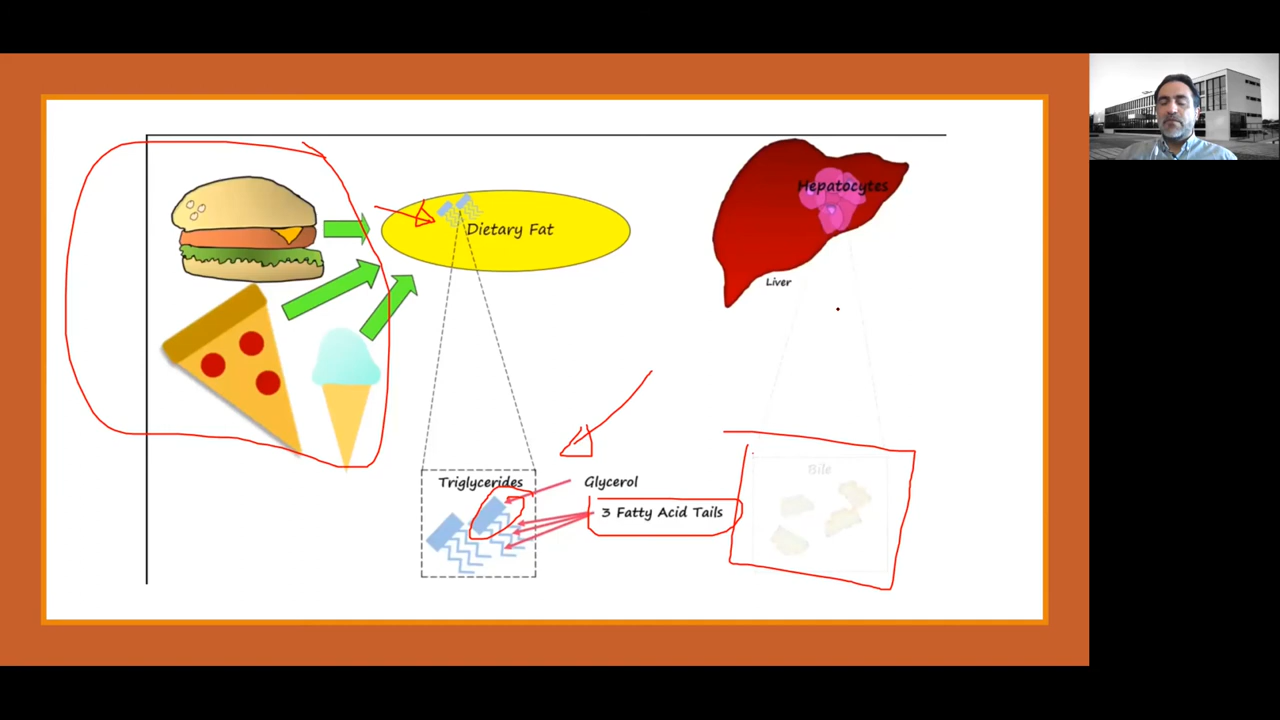 Hepatocytes
Dietary Fat
Liver
Bile
Triglycerides
Glycerol
3 Fatty Acid Tails